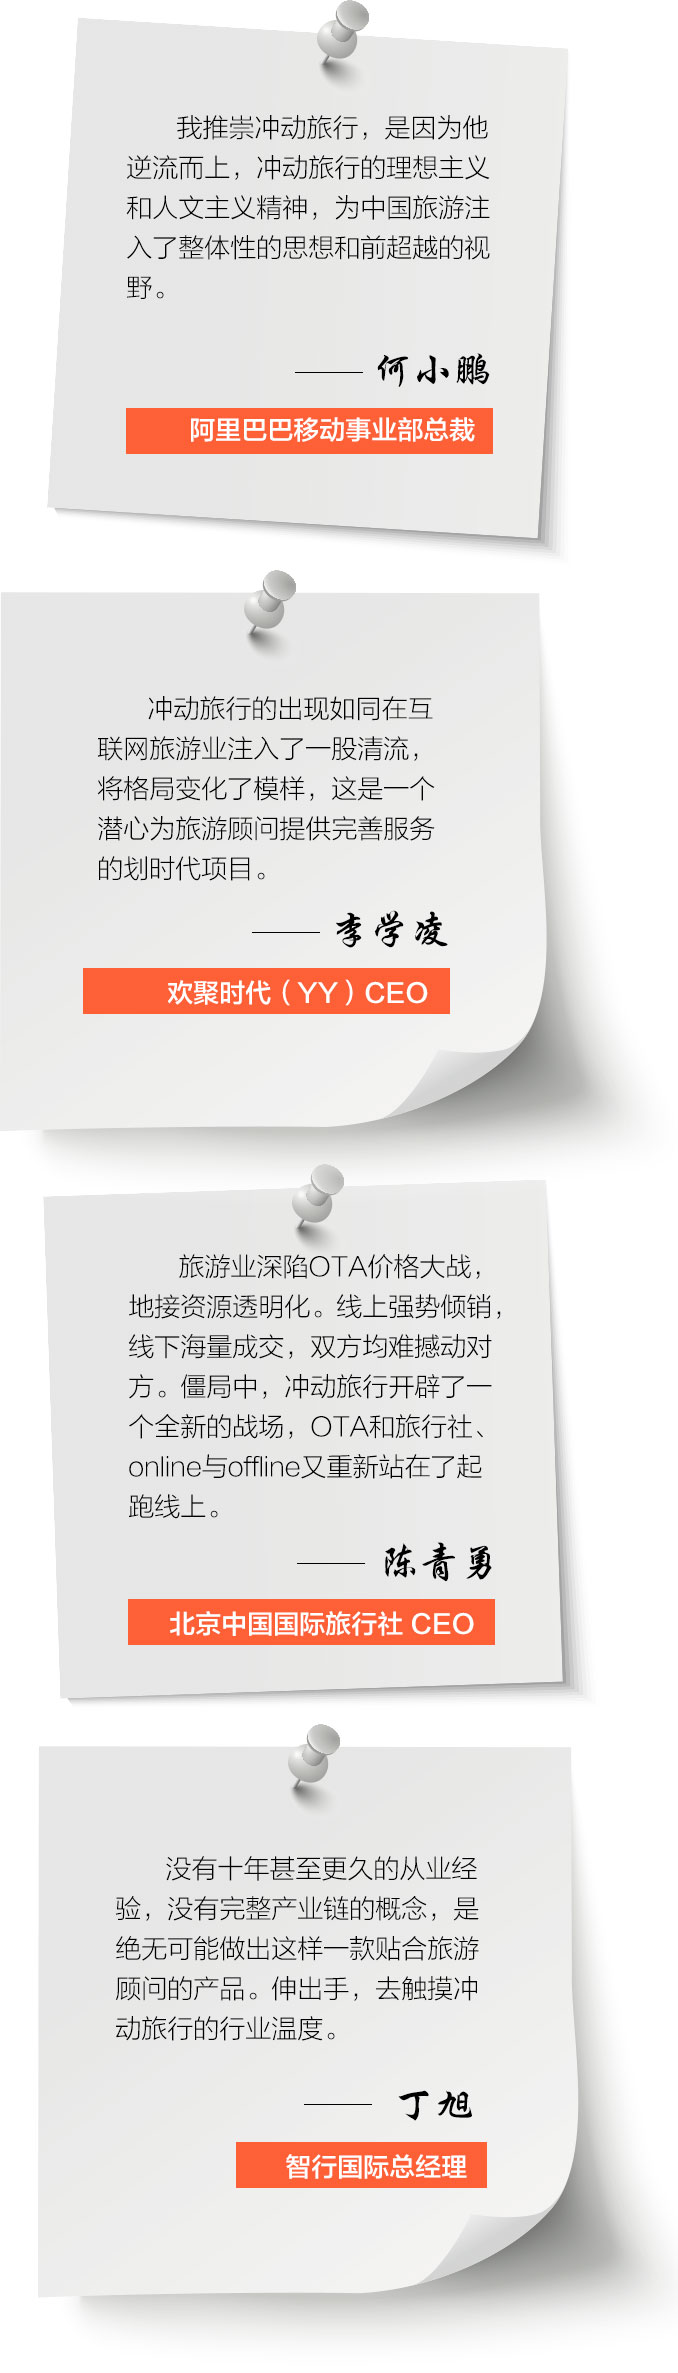 我推崇冲动旅行，是因为他
逆流而上，冲动旅行的理想主义
和人文主义精神，为中国旅游注
入了整体性的思想和前超越的视
野。
—— 何小鹏
阿里巴巴移动事业部总裁
冲动旅行的出现如同在互
联网旅游业注入了一股清流，
将格局变化了模样，这是一个
潜心为旅游顾问提供完善服务
的划时代项目。
—— 李学凌
欢聚时代（YY）CEO
旅游业深陷OTA价格大战，
地接资源透明化。线上强势倾销，
线下海量成交，双方均难撼动对
方。僵局中，冲动旅行开辟了一
个全新的战场，OTA和旅行社、
online与offline又重新站在了起
跑线上。
—— 陈青勇
北京中国国际旅行社 CEO
没有十年甚至更久的从业经
验，没有完整产业链的概念，是
绝无可能做出这样一款贴合旅游
顾问的产品。伸出手，去触摸冲
动旅行的行业温度。
—— 丁旭
智行国际总经理